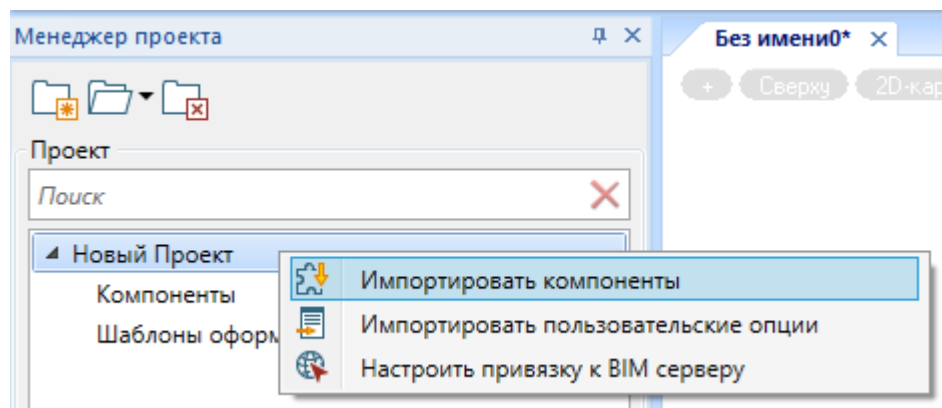 Менеджер проекта
Без имени0*
+ Сверху 2D-кар
Проект
Поиск
Новый Проект
Импортировать компоненты
Компоненты
Импортировать пользовательские опции
Шаблоны оформ
Настроить привязку к BIM серверу